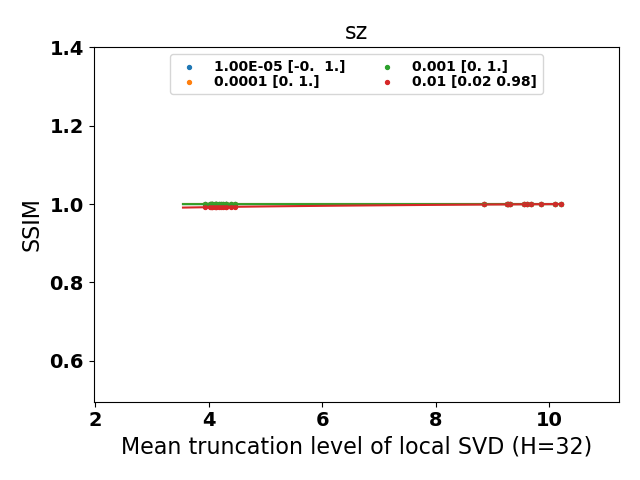 sz
1.00E-05 [-0.  1.]
0.0001 [0. 1.]
0.001 [0. 1.]
0.01 [0.02 0.98]
1.4
1.2
1.0
0.8
0.6
SSIM
2 4 6 8 10
Mean truncation level of local SVD (H=32)